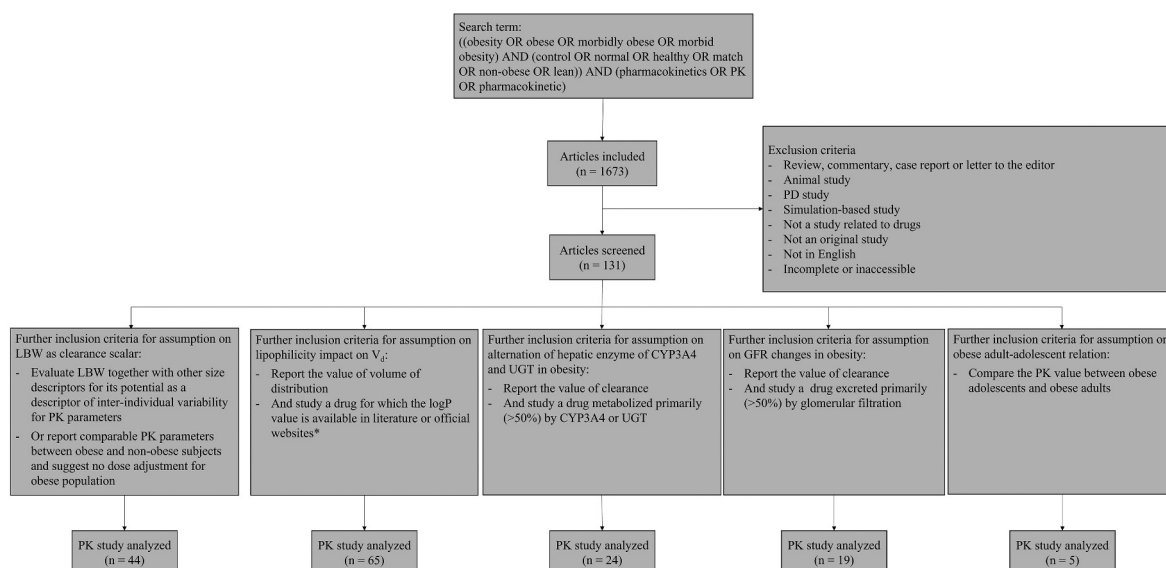 Search term:
((obesity OR obese OR morbidly obese OR morbid
obesity) AND (control OR normal OR healthy OR match
OR non-obese OR lean)) AND (pharmacokinetics OR PK
OR pharmacokinetic)
Articles included
(n = 1673)
Exclusion criteria
- Review, commentary, case report or letter to the editor
- Animal study
- PD study
- Simulation-based study
- Not a study related to drugs
- Not an original study
- Not in English
- Incomplete or inaccessible
Articles screened
(n = 131)
Further inclusion criteria for assumption on
LBW as clearance scalar:
- Evaluate LBW together with other size
descriptors for its potential as a
descriptor of inter-individual variability
for PK parameters
- Or report comparable PK parameters
between obese and non-obese subjects
and suggest no dose adjustment for
obese population
Further inclusion criteria for assumption on
lipophilicity impact on Vd:
- Report the value of volume of
distribution
- And study a drug for which the logP
value is available in literature or official
websites*
Further inclusion criteria for assumption on
alternation of hepatic enzyme of CYP3A4
and UGT in obesity:
- Report the value of clearance
- And study a drug metabolized primarily
(>50%) by CYP3A4 or UGT
Further inclusion criteria for assumption
on GFR changes in obesity:
- Report the value of clearance
- And study a drug excreted primarily
(>50%) by glomerular filtration
Further inclusion criteria for assumption on
obese adult-adolescent relation:
- Compare the PK value between obese
adolescents and obese adults
PK study analyzed
(n = 44)
PK study analyzed
(n = 65)
PK study analyzed
(n = 24)
PK study analyzed
(n = 19)
PK study analyzed
(n = 5)